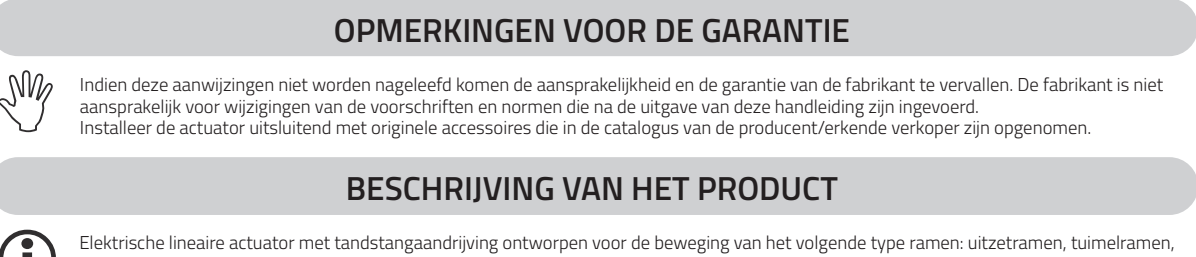 OPMERKINGEN VOOR DE GARANTIE
Indien deze aanwijzingen niet worden nageleefd komen de aansprakelijkheid en de garantie van de fabrikant te vervallen. De fabrikant is niet
aansprakelijk voor wijzigingen van de voorschriften en normen die na de uitgave van deze handleiding zijn ingevoerd.
Installeer de actuator uitsluitend met originele accessoires die in de catalogus van de producent/erkende verkoper zijn opgenomen.
BESCHRIJVING VAN HET PRODUCT
Elektrische lineaire actuator met tandstangaandrijving ontworpen voor de beweging van het volgende type ramen: uitzetramen, tuimelramen,